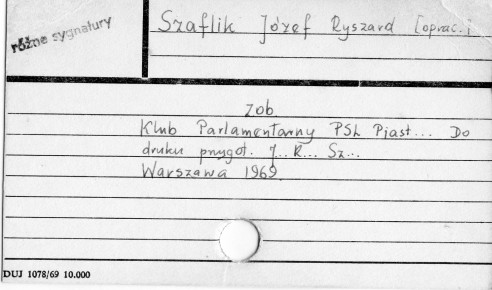 różne sygnatury
Szaflik Józef Ryszard [oprac.]
zob.
Klub Parlamentarny PSL Piast... Do
druku przygot. J.. R... Sz...
Warszawa 1969.
DUJ 1078/69 10.000